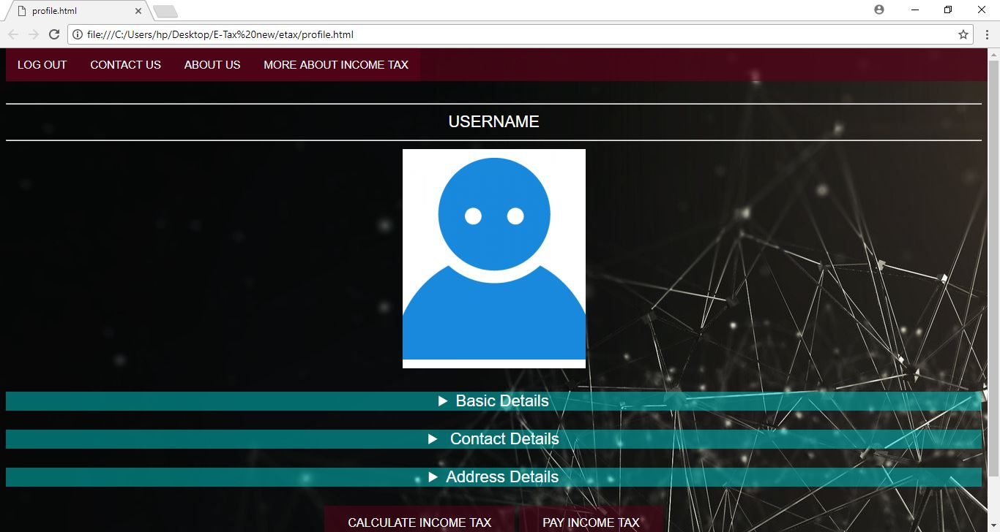 profile.html
file:///C:/Users/hp/Desktop/E-Tax%20new/etax/profile.html
LOG OUT CONTACT US ABOUT US MORE ABOUT INCOME TAX
USERNAME
Basic Details
Contact Details
Address Details
CALCULATE INCOME TAX PAY INCOME TAX